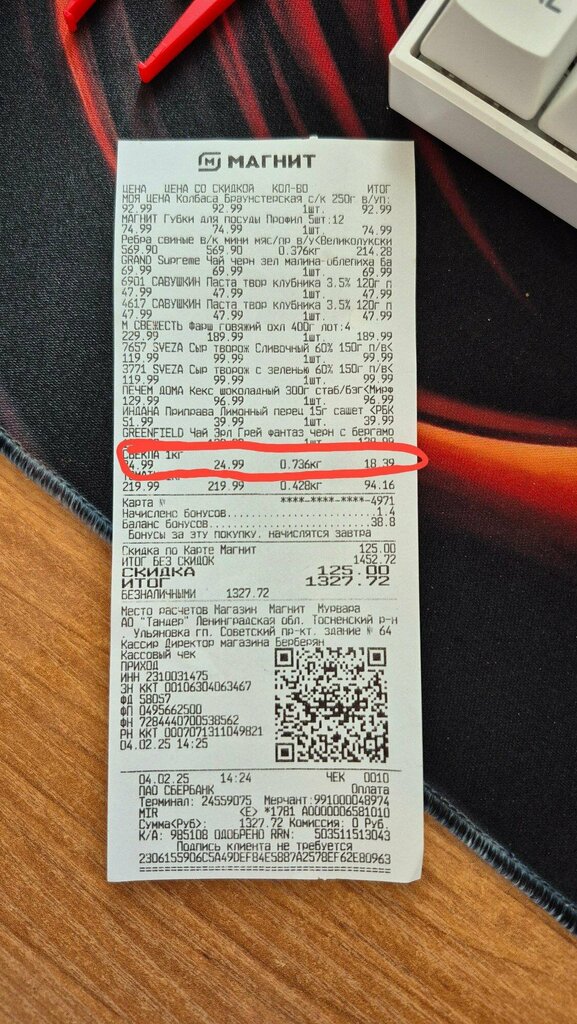 МАГНИТ
ЦЕНА ЦЕНА СО СКИДКОЙ КОЛ-ВО ИТОГ
МОЯ ЦЕНА Колбаса Браунстерская с/к 250г в/уп:
92.99 92.99 1шт. 92.99
МАГНИТ Губки для посуды Профил 5шт:12
74.99 74.99 1шт. 74.99
Ребра свиные в/к мини мяс/пр в/у<Великолукски
569.90 569.90 0.376кг 214.28
GRAND Supreme Чай черн зел малина-облепиха ба
69.99 69.99 1шт. 69.99
6901 САВУШКИН Паста твор клубника 3.5% 120г п
47.99 47.99 1шт. 47.99
4617 САВУШКИН Паста твор клубника 3.5% 120г п
47.99 47.99 1шт. 47.99
М СВЕЖЕСТЬ Фарш говяжий охл 400г лот:4
229.99 189.99 1шт. 189.99
7657 SVEZA Сыр творож Сливочный 60% 150г п/в<
119.99 99.99 1шт. 99.99
3771 SVEZA Сыр творож с зеленью 60% 150г п/в<
119.99 99.99 1шт. 99.99
ПЕЧЕМ ДОМА Кекс шоколадный 300г стаб/бзг<Мирф
129.99 96.99 1шт. 96.99
ИНДАНА Приправа Лимонный перец 15г сашет <РБК
51.99 39.99 1шт. 39.99
GREENFIELD Чай Эрл Грей фантаз черн с бергамо
СВЕКЛА 1кг
24.99 0.736кг 18.39
219.99 219.99 0.428кг 94.16
Карта № ****-****-****-4971
Начислено бонусов 1.4
Баланс бонусов 38.8
Бонусы за эту покупку, начислятся завтра
Скидка по Карте Магнит 125.00
ИТОГ БЕЗ СКИДОК 1452.72
СКИДКА 125.00
ИТОГ 1327.72
БЕЗНАЛИЧНЫМИ 1327.72
Место расчетов Магазин Магнит Мурвара
АО "Тандер" Ленинградская обл. Тосненский р-н
, Ульяновка гп. Советский пр-кт. здание № 64
Кассир Директор магазина Берберян
Кассовый чек
ПРИХОД
ИНН 2310031475
ЗН ККТ 00106304063467
ФД 58057
ФП 0495662500
ФН 7284440700538562
РН ККТ 0007071311049821
04.02.25 14:25
04.02.25 14:24 ЧЕК 0010
ПАО СБЕРБАНК Оплата
Терминал: 24559075 Мерчант:991000048974
MIR (E) *1781 A0000006581010
Сумма(Руб): 1327.72 Комиссия: 0 Руб
К/А: 985108 ОДОБРЕНО RRN: 503511513043
Подпись клиента не требуется
2306155906C5A49DEF84E5887A2578EF62E80963